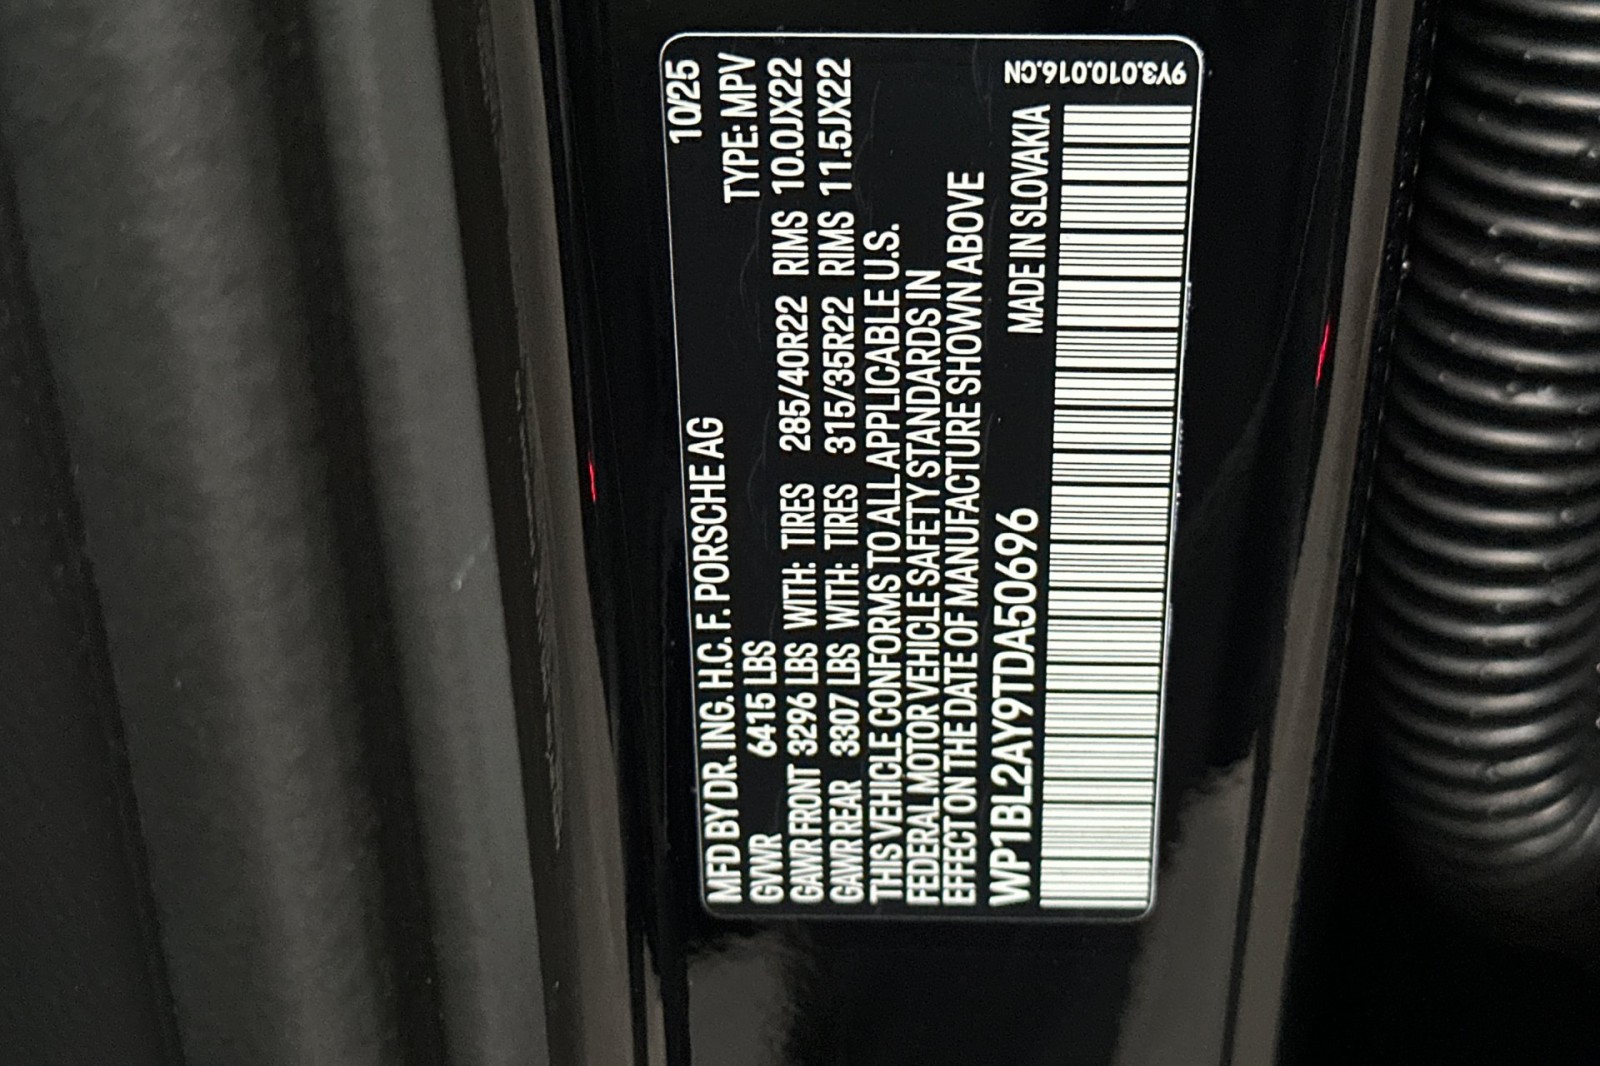 10/25
MFD BY DR. ING. H.C. F. PORSCHE AG
GVWR 6415 LBS TYPE: MPV
GAWR FRONT 3296 LBS WITH: TIRES 285/40R22 RIMS 10.0JX22
GAWR REAR 3307 LBS WITH: TIRES 315/35R22 RIMS 11.5JX22
THIS VEHICLE CONFORMS TO ALL APPLICABLE U.S.
FEDERAL MOTOR VEHICLE SAFETY STANDARDS IN
EFFECT ON THE DATE OF MANUFACTURE SHOWN ABOVE
WP1BL2AY9TDA50696 MADE IN SLOVAKIA
9Y3.010.016.CN